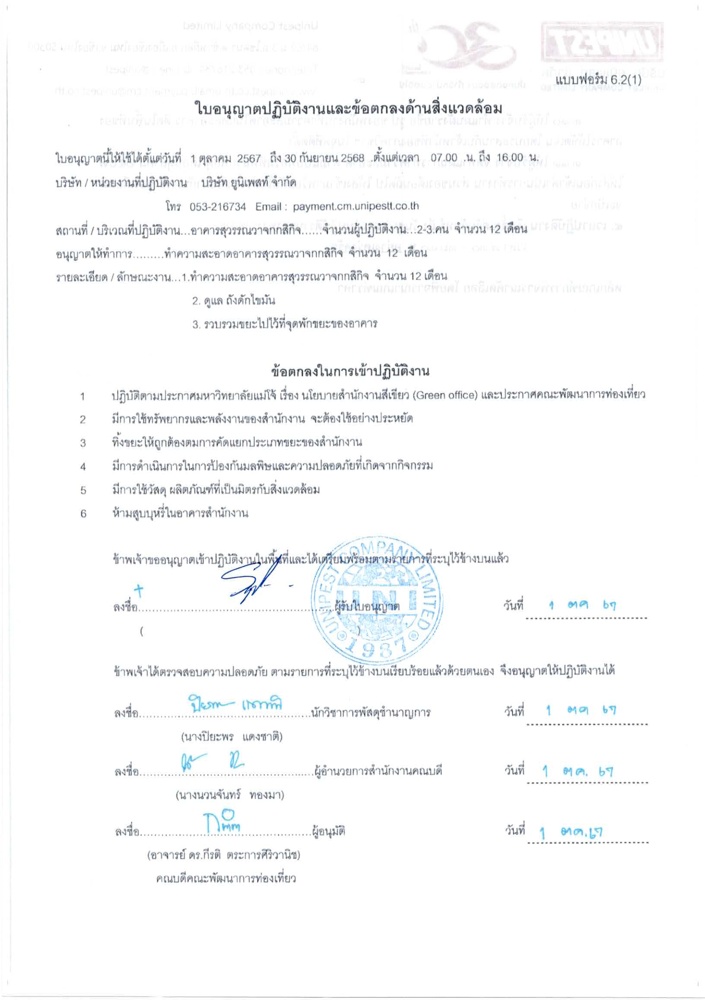 แบบฟอร์ม 6.2(1)
ใบอนุญาตปฏิบัติงานและข้อตกลงด้านสิ่งแวดล้อม
ใบอนุญาตนี้ให้ใช้ได้ตั้งแต่วันที่ 1 ตุลาคม 2567 ถึง 30 กันยายน 2568 .ตั้งแต่เวลา 07.00 .น. ถึง 16.00 น.
บริษัท / หน่วยงานที่ปฏิบัติงาน บริษัท ยูนิเพสท์ จำกัด
โทร 053-216734 Email : payment.cm.unipestt.co.th
สถานที่ / บริเวณที่ปฏิบัติงาน...อาคารสุวรรณวาจกกสิกิจ......จำนวนผู้ปฏิบัติงาน...2-3.คน จำนวน 12 เดือน
อนุญาตให้ทำการ.........ทำความสะอาดอาคารสุวรรณวาจกกสิกิจ จำนวน 12 เดือน
รายละเอียด / ลักษณะงาน...1.ทำความสะอาดอาคารสุวรรณวาจกกสิกิจ จำนวน 12 เดือน
2. ดูแล ถังดักไขมัน
3. รวบรวมขยะไปไว้ที่จุดพักขยะของอาคาร
ข้อตกลงในการเข้าปฏิบัติงาน
1 ปฏิบัติตามประกาศมหาวิทยาลัยแม่โจ้ เรื่อง นโยบายสำนักงานสีเขียว (Green office) และประกาศคณะพัฒนาการท่องเที่ยว
2 มีการใช้ทรัพยากรและพลังงานของสำนักงาน จะต้องใช้อย่างประหยัด
3 ทิ้งขยะให้ถูกต้องตมการคัดแยกประเภทขยะของสำนักงาน
4 มีการดำเนินการในการป้องกันมลพิษและความปลอดภัยที่เกิดจากกิจกรรม
5 มีการใช้วัสดุ ผลิตภัณฑ์ที่เป็นมิตรกับสิ่งแวดล้อม
6 ห้ามสูบบุหรี่ในอาคารสำนักงาน
ข้าพเจ้าขออนุญาตเข้าปฏิบัติงานในพื้นที่และได้เตรียมพร้อมตามรายการที่ระบุไว้ข้างบนแล้ว
ลงชื่อ..........ผู้รับใบอนุญาต วันที่ 1 ตค 67
( )
UNIPEST COMPANY LIMITED
UNI
1987
ข้าพเจ้าได้ตรวจสอบความปลอดภัย ตามรายการที่ระบุไว้ข้างบนเรียบร้อยแล้วด้วยตนเอง จึงอนุญาตให้ปฏิบัติงานได้
ลงชื่อ..........นักวิชาการพัสดุชำนาญการ วันที่ 1 ตค 67
(นางปิยะพร แดงชาติ)
ลงชื่อ..........ผู้อำนวยการสำนักงานคณบดี วันที่ 1 ตค. 67
(นางนวนจันทร์ ทองมา)
ลงชื่อ..........ผู้อนุมัติ วันที่ 1 ตค.67
(อาจารย์ ดร.กีรติ ตระการศิริวานิช)
คณบดีคณะพัฒนาการท่องเที่ยว